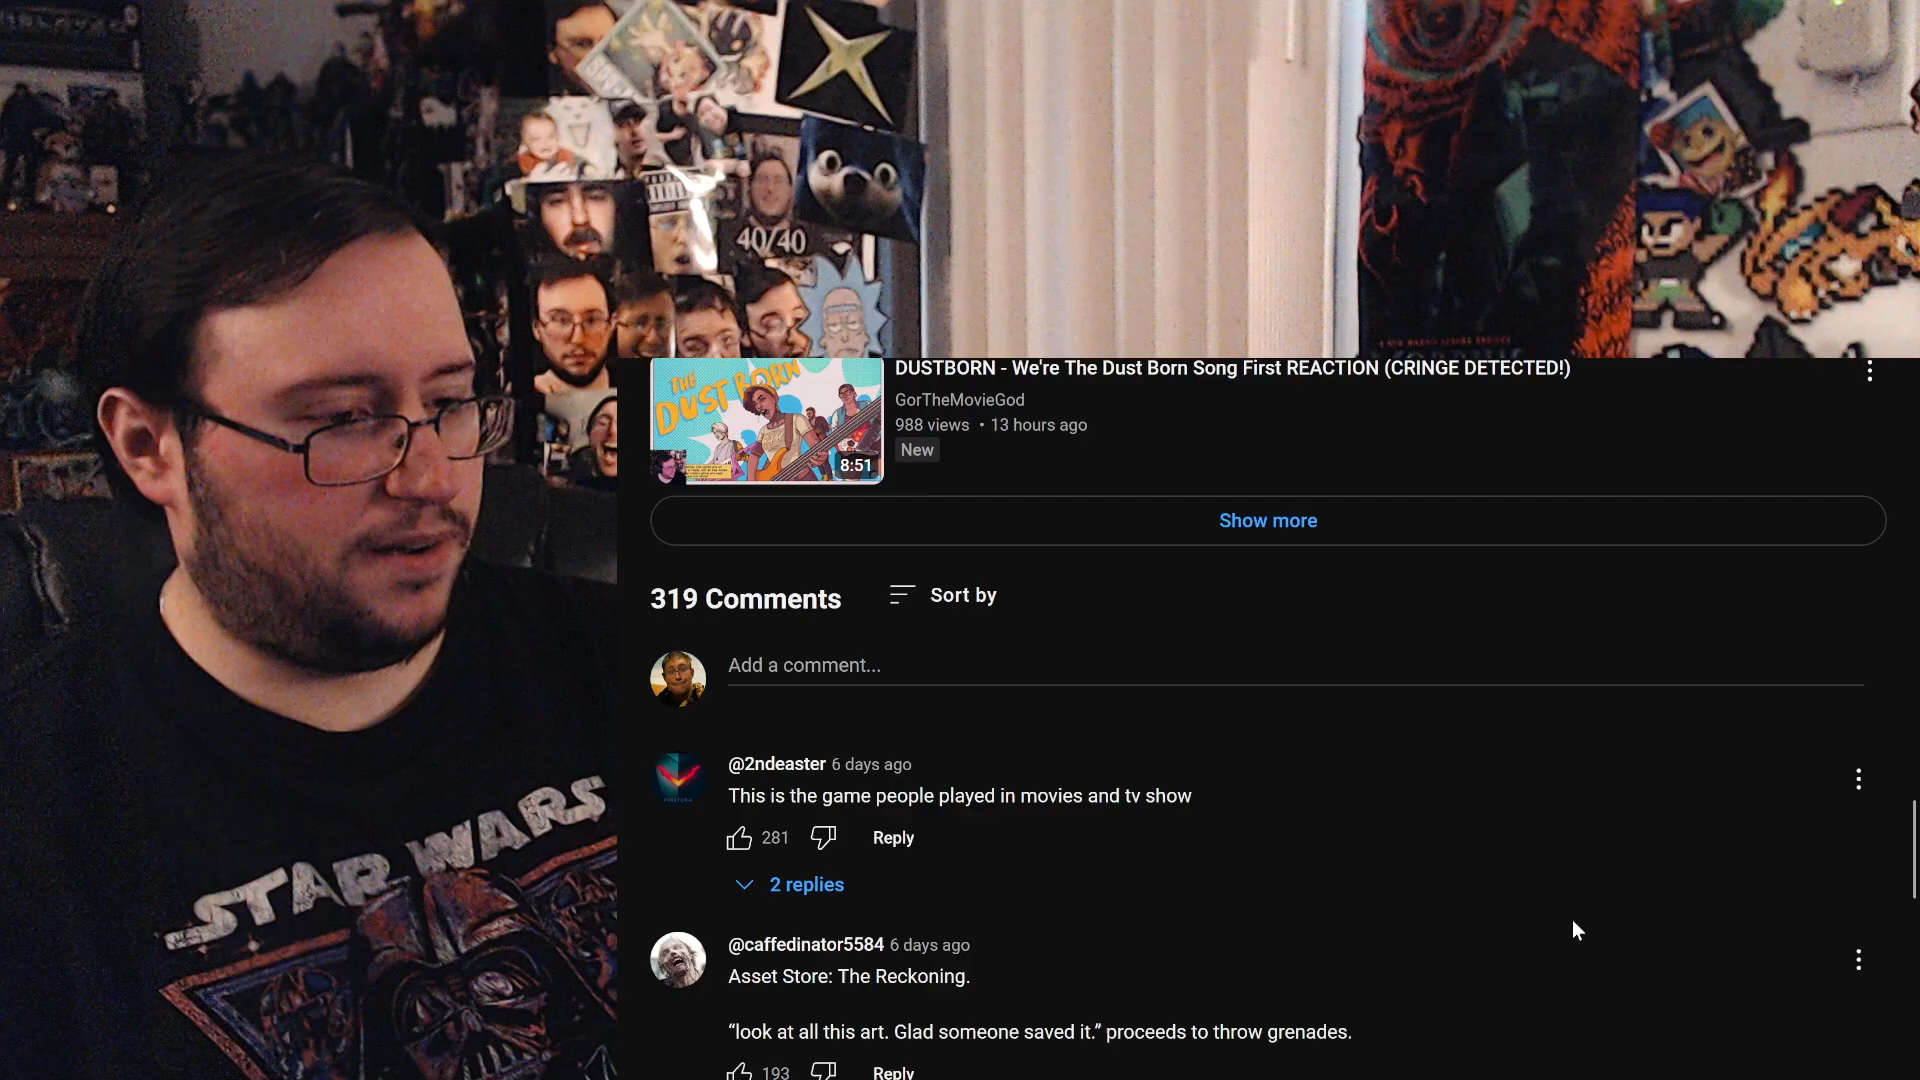 40/40
THE
DUST BORN
8:51
DUSTBORN - We're The Dust Born Song First REACTION (CRINGE DETECTED!)
GorTheMovieGod
988 views • 13 hours ago
New
Show more
319 Comments
Sort by
Add a comment...
@2ndeaster 6 days ago
This is the game people played in movies and tv show
281
Reply
2 replies
@caffedinator5584 6 days ago
Asset Store: The Reckoning.
“look at all this art. Glad someone saved it.” proceeds to throw grenades.
193
Reply
STAR WARS